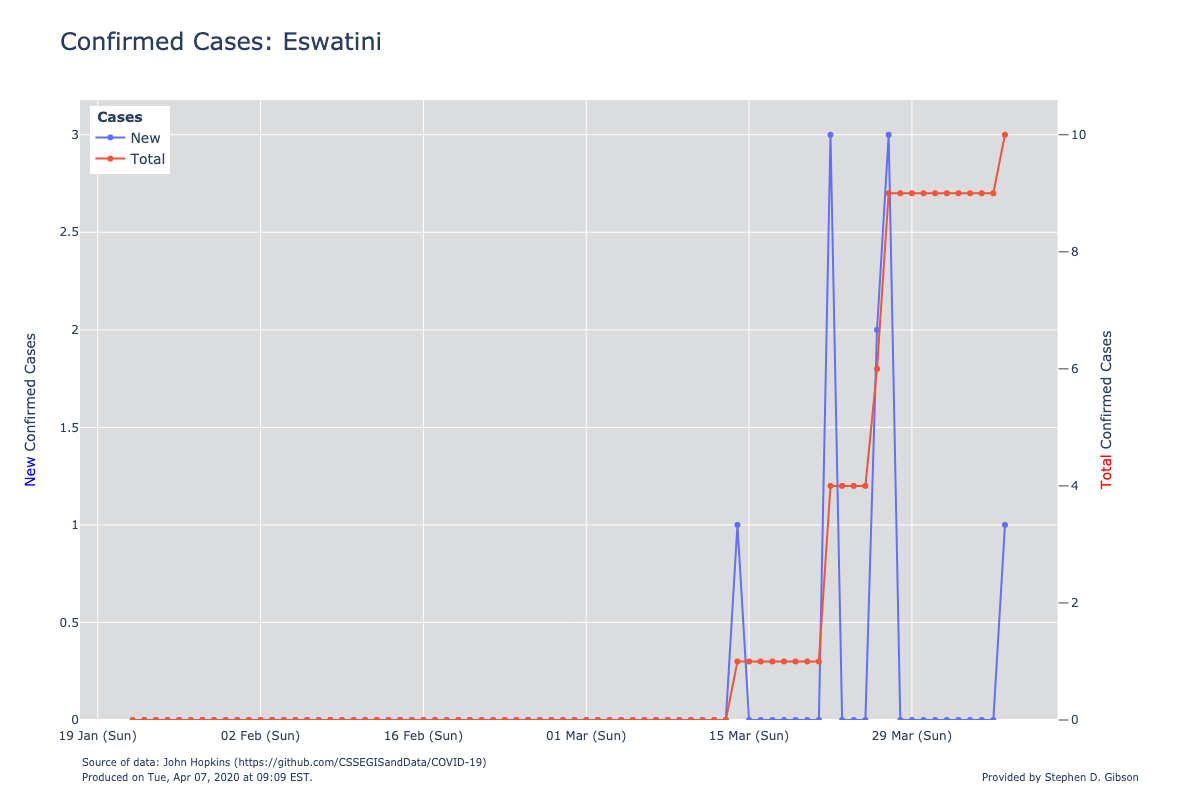 Confirmed Cases: Eswatini
Cases
New
Total
3
2.5
2
1.5
1
0.5
0
10
8
6
4
2
0
New Confirmed Cases
Total Confirmed Cases
19 Jan (Sun)
02 Feb (Sun)
16 Feb (Sun)
01 Mar (Sun)
15 Mar (Sun)
29 Mar (Sun)
Source of data: John Hopkins (https://github.com/CSSEGISandData/COVID-19)
Produced on Tue, Apr 07, 2020 at 09:09 EST.
Provided by Stephen D. Gibson